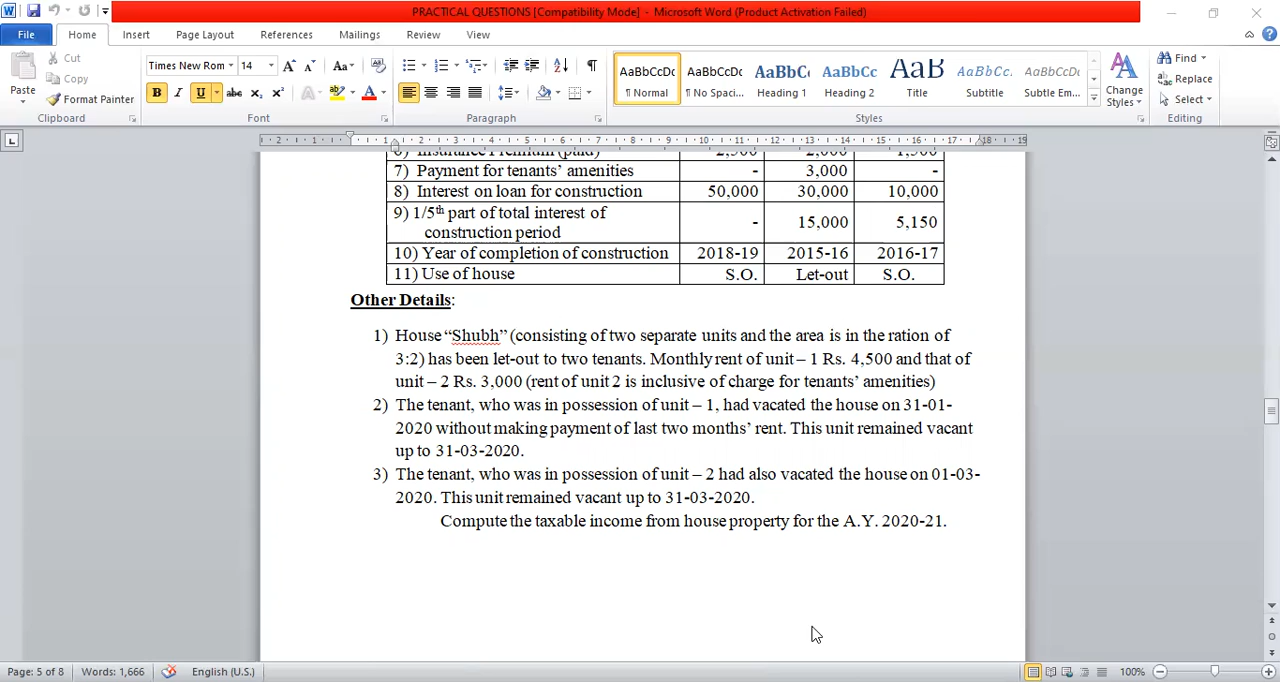 PRACTICAL QUESTIONS [Compatibility Mode] - Microsoft Word (Product Activation Failed)
File Home Insert Page Layout References Mailings Review View
Cut
Copy
Format Painter
Paste
Clipboard
Times New Rom 14
Font
Paragraph
AaBbCcDc AaBbCcDc AaBbCc AaBbCc AaB AaBbCc. AaBbCcDc
¶ Normal ¶ No Spaci... Heading 1 Heading 2 Title Subtitle Subtle Em...
Styles
Change Styles
Find
Replace
Select
Editing
6) Insurance Premium (paid) 2,500 2,000 1,500
7) Payment for tenants’ amenities - 3,000 -
8) Interest on loan for construction 50,000 30,000 10,000
9) 1/5th part of total interest of
construction period - 15,000 5,150
10) Year of completion of construction 2018-19 2015-16 2016-17
11) Use of house S.O. Let-out S.O.
Other Details:
1) House “Shubh” (consisting of two separate units and the area is in the ration of
3:2) has been let-out to two tenants. Monthly rent of unit – 1 Rs. 4,500 and that of
unit – 2 Rs. 3,000 (rent of unit 2 is inclusive of charge for tenants’ amenities)
2) The tenant, who was in possession of unit – 1, had vacated the house on 31-01-
2020 without making payment of last two months’ rent. This unit remained vacant
up to 31-03-2020.
3) The tenant, who was in possession of unit – 2 had also vacated the house on 01-03-
2020. This unit remained vacant up to 31-03-2020.
Compute the taxable income from house property for the A.Y. 2020-21.
Page: 5 of 8 Words: 1,666 English (U.S.) 100%